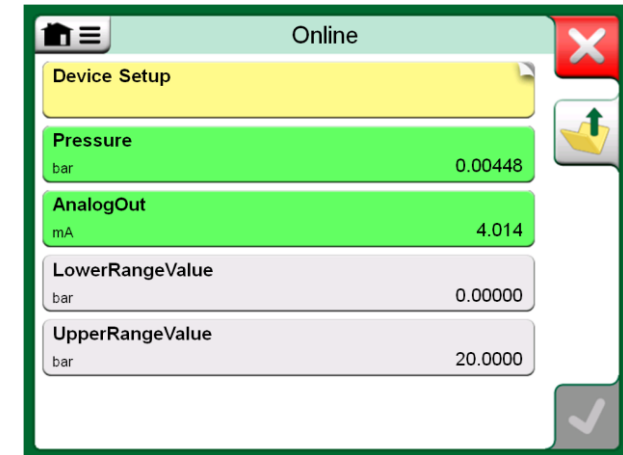 Online
Device Setup
Pressure
bar 0.00448
AnalogOut
mA 4.014
LowerRangeValue
bar 0.00000
UpperRangeValue
bar 20.0000